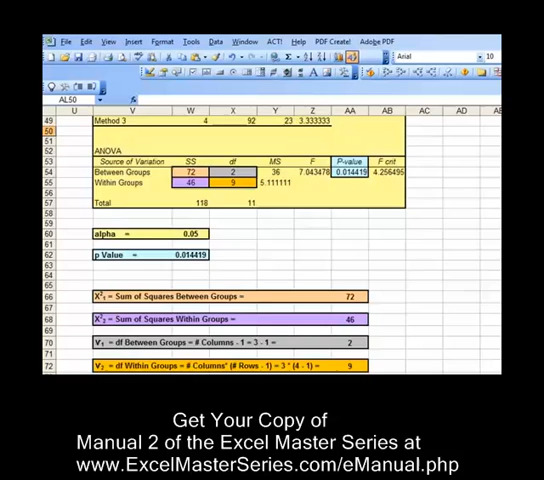 File Edit View Insert Format Tools Data Window ACT! Help PDF Create! Adobe PDF
Arial 10
AL50
U V W X Y Z AA AB AC AD AE
49 Method 3 4 92 23 3.333333
50
51
52 ANOVA
53 Source of Variation SS df MS F P-value F crit
54 Between Groups 72 2 36 7.043478 0.014419 4.256495
55 Within Groups 46 9 5.111111
56
57 Total 118 11
58
59
60 alpha = 0.05
61
62 p Value = 0.014419
63
64
65
66 X²₁ = Sum of Squares Between Groups = 72
67
68 X²₂ = Sum of Squares Within Groups = 46
69
70 v₁ = df Between Groups = # Columns - 1 = 3 - 1 = 2
71
72 v₂ = df Within Groups = # Columns* (# Rows - 1) = 3 * (4 - 1) = 9
Get Your Copy of
Manual 2 of the Excel Master Series at
www.ExcelMasterSeries.com/eManual.php